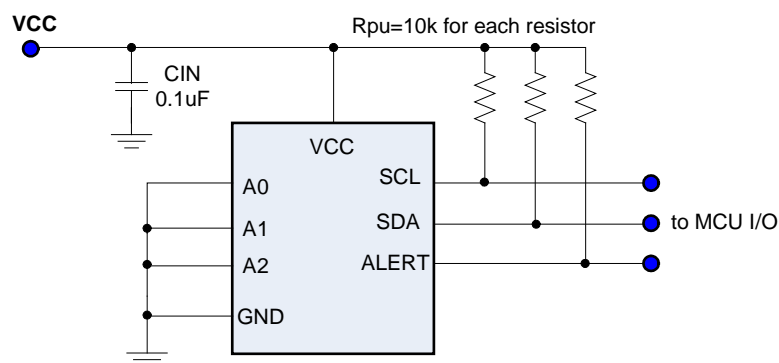 VCC
Rpu=10k for each resistor
CIN
0.1uF
VCC
A0
SCL
A1
SDA
to MCU I/O
A2
ALERT
GND